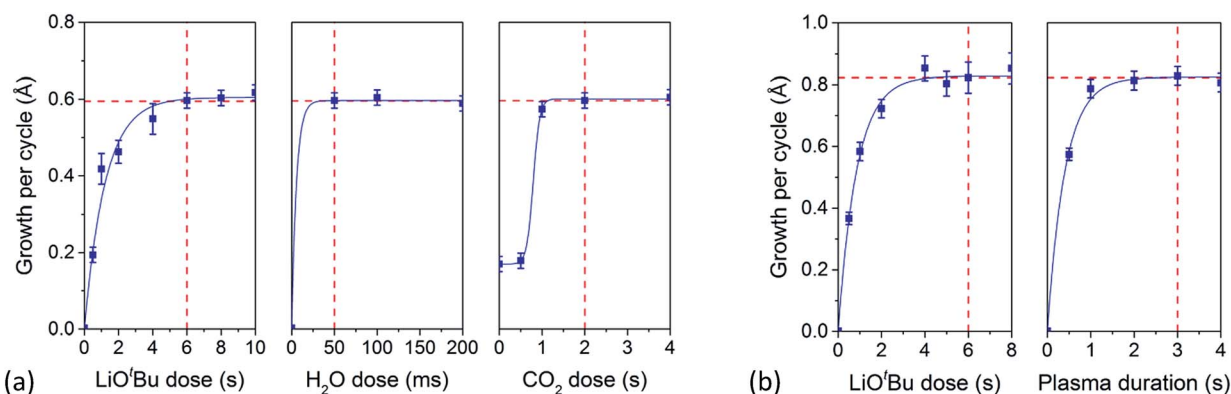 Growth per cycle (Å)
0.8
0.6
0.4
0.2
0.0
0 2 4 6 8 10
LiOᵗBu dose (s)
0 50 100 150 200
H₂O dose (ms)
0 1 2 3 4
CO₂ dose (s)
(a)
Growth per cycle (Å)
1.0
0.8
0.6
0.4
0.2
0.0
0 2 4 6 8
LiOᵗBu dose (s)
0 1 2 3 4
Plasma duration (s)
(b)